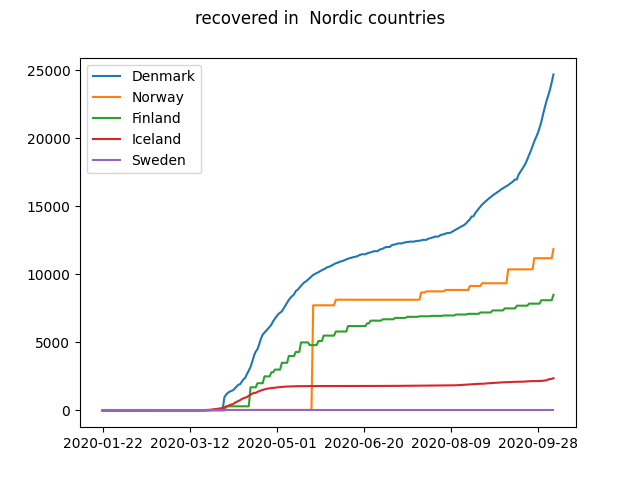 recovered in  Nordic countries
25000
20000
15000
10000
5000
0
Denmark
Norway
Finland
Iceland
Sweden
2020-01-22 2020-03-12 2020-05-01 2020-06-20 2020-08-09 2020-09-28